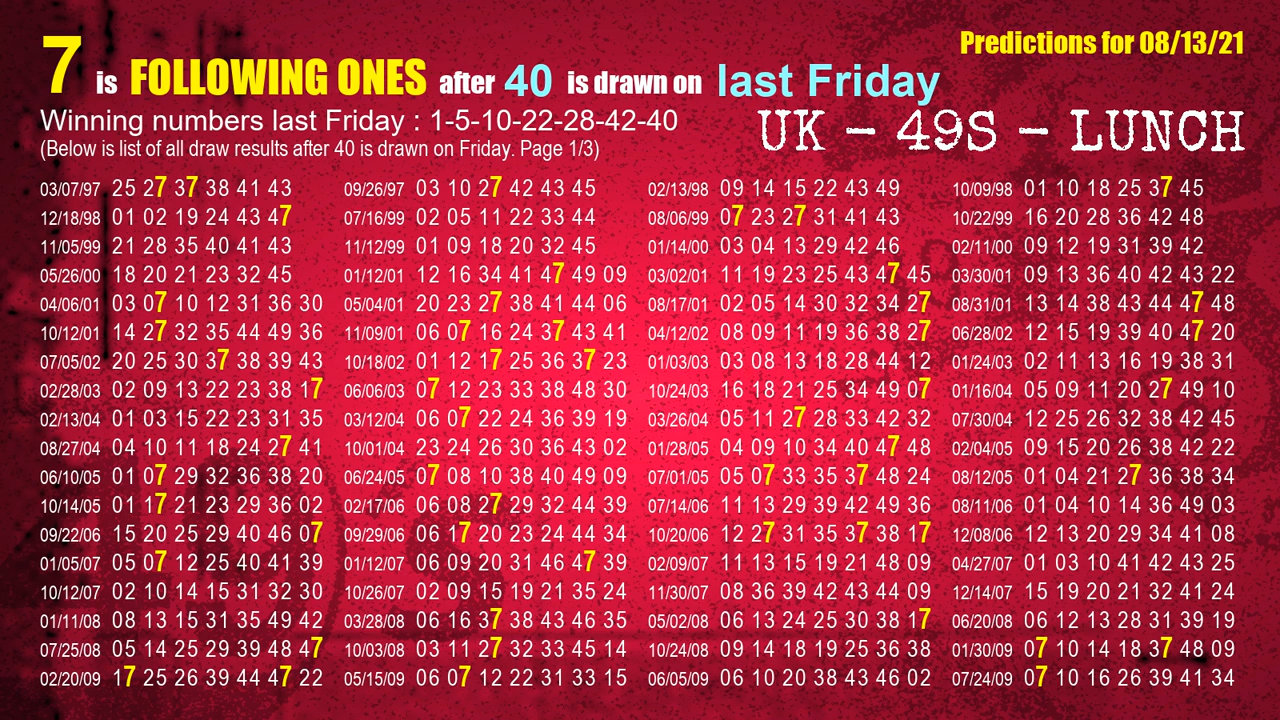 Predictions for 08/13/21
7 is FOLLOWING ONES after 40 is drawn on last Friday
Winning numbers last Friday : 1-5-10-22-28-42-40
UK - 49S - LUNCH
(Below is list of all draw results after 40 is drawn on Friday. Page 1/3)
03/07/97 25 27 37 38 41 43 09/26/97 03 10 27 42 43 45 02/13/98 09 14 15 22 43 49 10/09/98 01 10 18 25 37 45
12/18/98 01 02 19 24 43 47 07/16/99 02 05 11 22 33 44 08/06/99 07 23 27 31 41 43 10/22/99 16 20 28 36 42 48
11/05/99 21 28 35 40 41 43 11/12/99 01 09 18 20 32 45 01/14/00 03 04 13 29 42 46 02/11/00 09 12 19 31 39 42
05/26/00 18 20 21 23 32 45 01/12/01 12 16 34 41 47 49 09 03/02/01 11 19 23 25 43 47 45 03/30/01 09 13 36 40 42 43 22
04/06/01 03 07 10 12 31 36 30 05/04/01 20 23 27 38 41 44 06 08/17/01 02 05 14 30 32 34 27 08/31/01 13 14 38 43 44 47 48
10/12/01 14 27 32 35 44 49 36 11/09/01 06 07 16 24 37 43 41 04/12/02 08 09 11 19 36 38 27 06/28/02 12 15 19 39 40 47 20
07/05/02 20 25 30 37 38 39 43 10/18/02 01 12 17 25 36 37 23 01/03/03 03 08 13 18 28 44 12 01/24/03 02 11 13 16 19 38 31
02/28/03 02 09 13 22 23 38 17 06/06/03 07 12 23 33 38 48 30 10/24/03 16 18 21 25 34 49 07 01/16/04 05 09 11 20 27 49 10
02/13/04 01 03 15 22 23 31 35 03/12/04 06 07 22 24 36 39 19 03/26/04 05 11 27 28 33 42 32 07/30/04 12 25 26 32 38 42 45
08/27/04 04 10 11 18 24 27 41 10/01/04 23 24 26 30 36 43 02 01/28/05 04 09 10 34 40 47 48 02/04/05 09 15 20 26 38 42 22
06/10/05 01 07 29 32 36 38 20 06/24/05 07 08 10 38 40 49 09 07/01/05 05 07 33 35 37 48 24 08/12/05 01 04 21 27 36 38 34
10/14/05 01 17 21 23 29 36 02 02/17/06 06 08 27 29 32 44 39 07/14/06 11 13 29 39 42 49 36 08/11/06 01 04 10 14 36 49 03
09/22/06 15 20 25 29 40 46 07 09/29/06 06 17 20 23 24 44 34 10/20/06 12 27 31 35 37 38 17 12/08/06 12 13 20 29 34 41 08
01/05/07 05 07 12 25 40 41 39 01/12/07 06 09 20 31 46 47 39 02/09/07 11 13 15 19 21 48 09 04/27/07 01 03 10 41 42 43 25
10/12/07 02 10 14 15 31 32 30 10/26/07 02 09 15 19 21 35 24 11/30/07 08 36 39 42 43 44 09 12/14/07 15 19 20 21 32 41 24
01/11/08 08 13 15 31 35 49 42 03/28/08 06 16 37 38 43 46 35 05/02/08 06 13 24 25 30 38 17 06/20/08 06 12 13 28 31 39 19
07/25/08 05 14 25 29 39 48 47 10/03/08 03 11 27 32 33 45 14 10/24/08 09 14 18 19 25 36 38 01/30/09 07 10 14 18 37 48 09
02/20/09 17 25 26 39 44 47 22 05/15/09 06 07 12 22 31 33 15 06/05/09 06 10 20 38 43 46 02 07/24/09 07 10 16 26 39 41 34